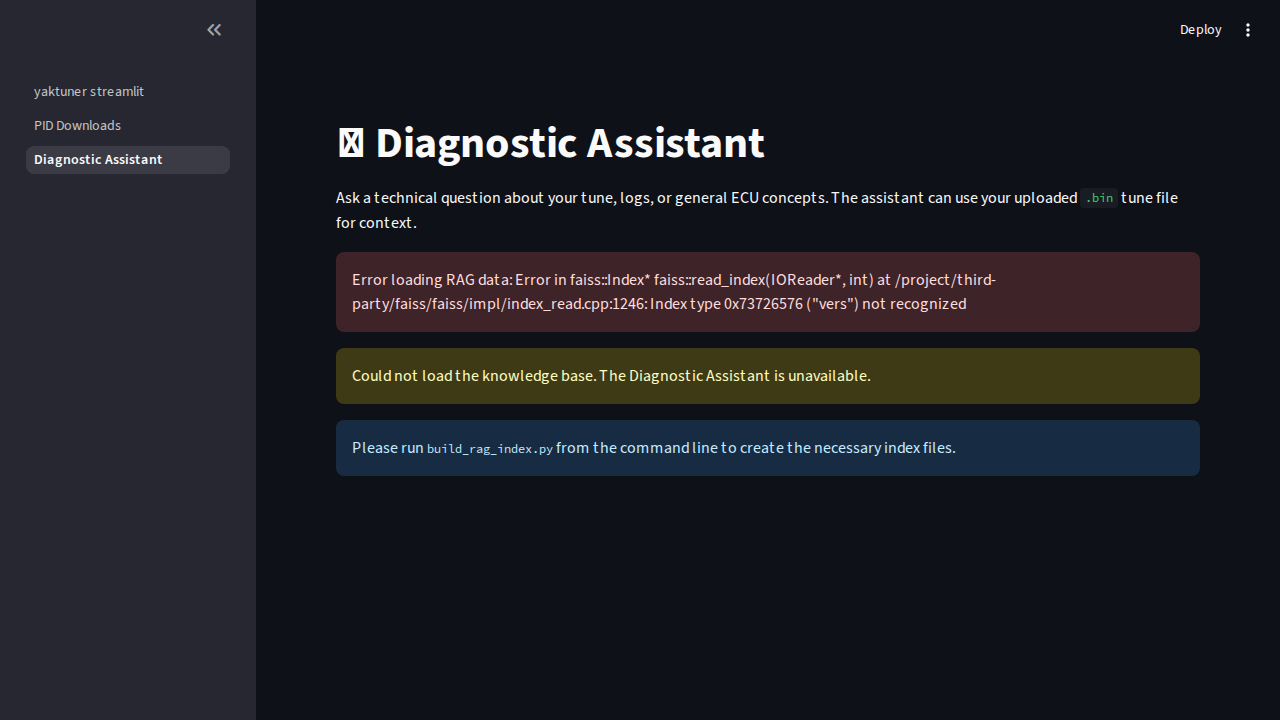 Deploy
yaktuner streamlit
PID Downloads
Diagnostic Assistant
Diagnostic Assistant
Ask a technical question about your tune, logs, or general ECU concepts. The assistant can use your uploaded .bin tune file
for context.
Error loading RAG data: Error in faiss::Index* faiss::read_index(IOReader*, int) at /project/third-
party/faiss/faiss/impl/index_read.cpp:1246: Index type 0x73726576 ("vers") not recognized
Could not load the knowledge base. The Diagnostic Assistant is unavailable.
Please run build_rag_index.py from the command line to create the necessary index files.